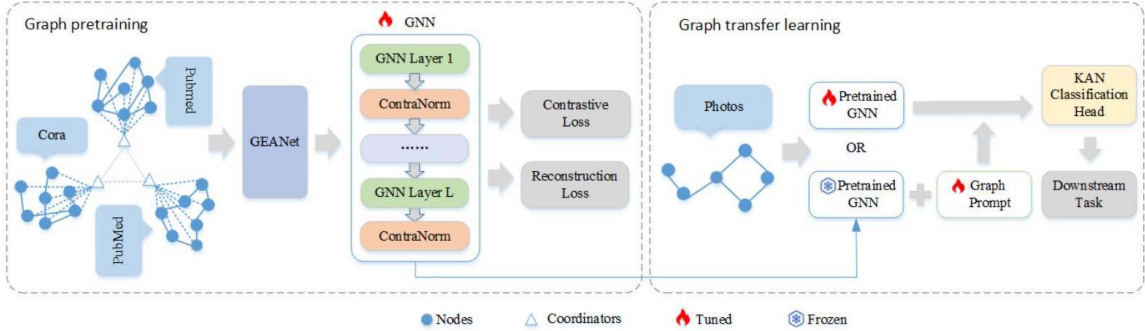 Graph pretraining
GNN
Graph transfer learning
Pubmed
Cora
PubMed
GEANet
GNN Layer 1
ContraNorm
······
GNN Layer L
ContraNorm
Contrastive
Loss
Reconstruction
Loss
Photos
Pretrained
GNN
OR
Pretrained
GNN
Graph
Prompt
KAN
Classification
Head
Downstream
Task
Nodes
Coordinators
Tuned
Frozen